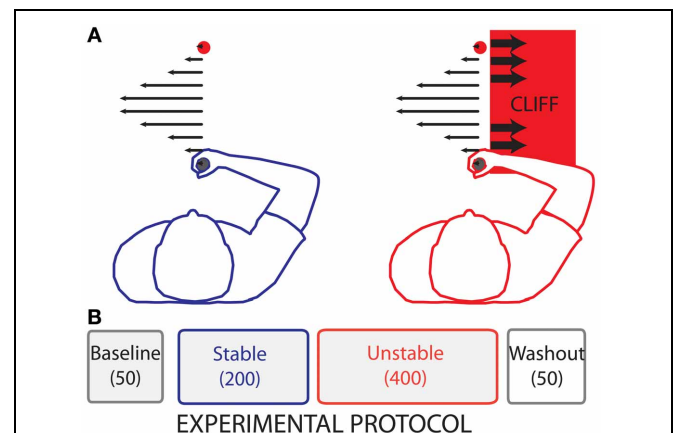 A
CLIFF
B
Baseline
(50)
Stable
(200)
Unstable
(400)
Washout
(50)
EXPERIMENTAL PROTOCOL